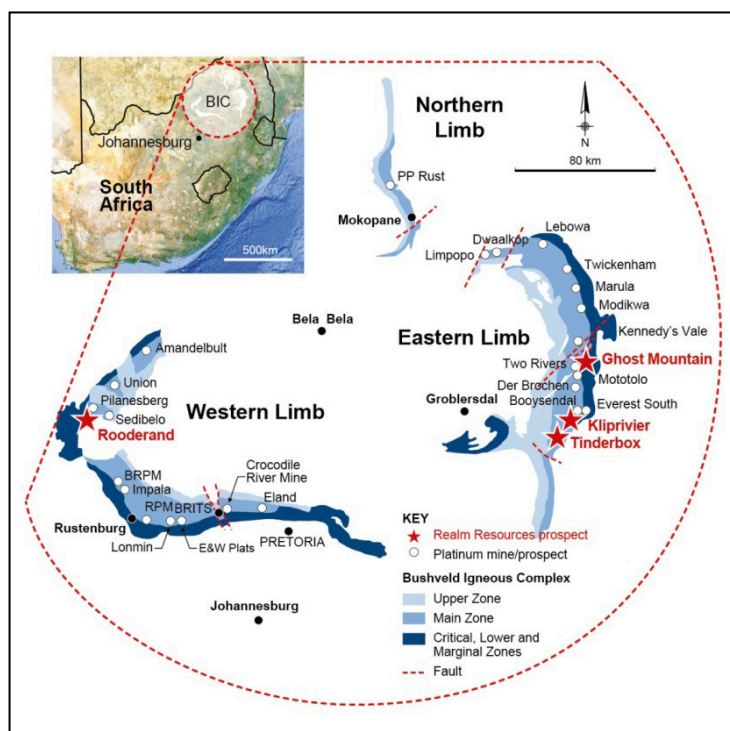 BIC
Johannesburg
South
Africa
500km
Northern
Limb
N
80 km
PP Rust
Mokopane
Dwaalkop
Lebowa
Limpopo
Twickenham
Marula
Modikwa
Bela Bela
Eastern Limb
Kennedy's Vale
Amandelbult
Two Rivers
Ghost Mountain
Union
Der Brochen
Mototolo
Pilanesberg
Western Limb
Groblersdal
Booysendal
Everest South
Sedibelo
Rooderand
Kliprivier
Tinderbox
BRPM
Crocodile
River Mine
Impala
RPM
BRITS
Eland
Rustenburg
Lonmin
E&W Plats
PRETORIA
Johannesburg
KEY
Realm Resources prospect
Platinum mine/prospect
Bushveld Igneous Complex
Upper Zone
Main Zone
Critical, Lower and
Marginal Zones
Fault